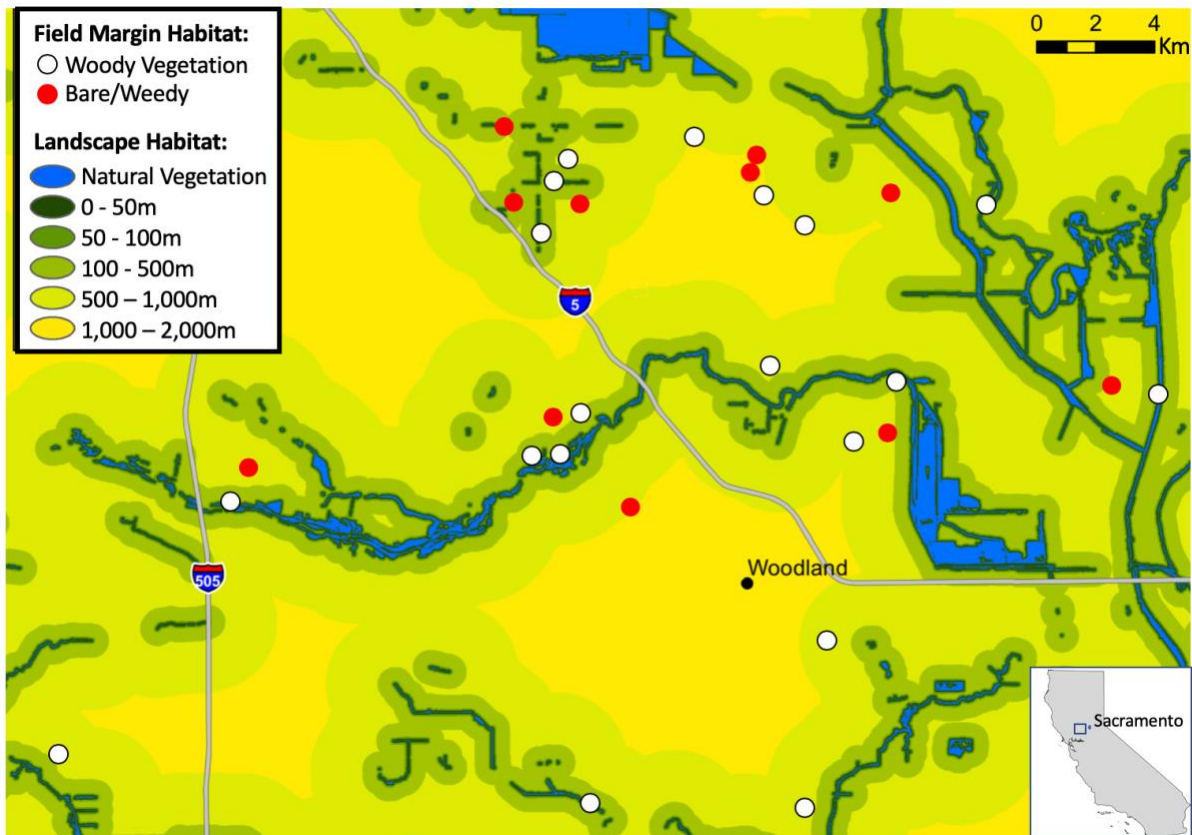 Field Margin Habitat:
Woody Vegetation
Bare/Weedy
Landscape Habitat:
Natural Vegetation
0 - 50m
50 - 100m
100 - 500m
500 – 1,000m
1,000 – 2,000m
0 2 4
Km
5
505
Woodland
Sacramento